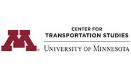 CENTER FOR
TRANSPORTATION STUDIES
UNIVERSITY OF MINNESOTA